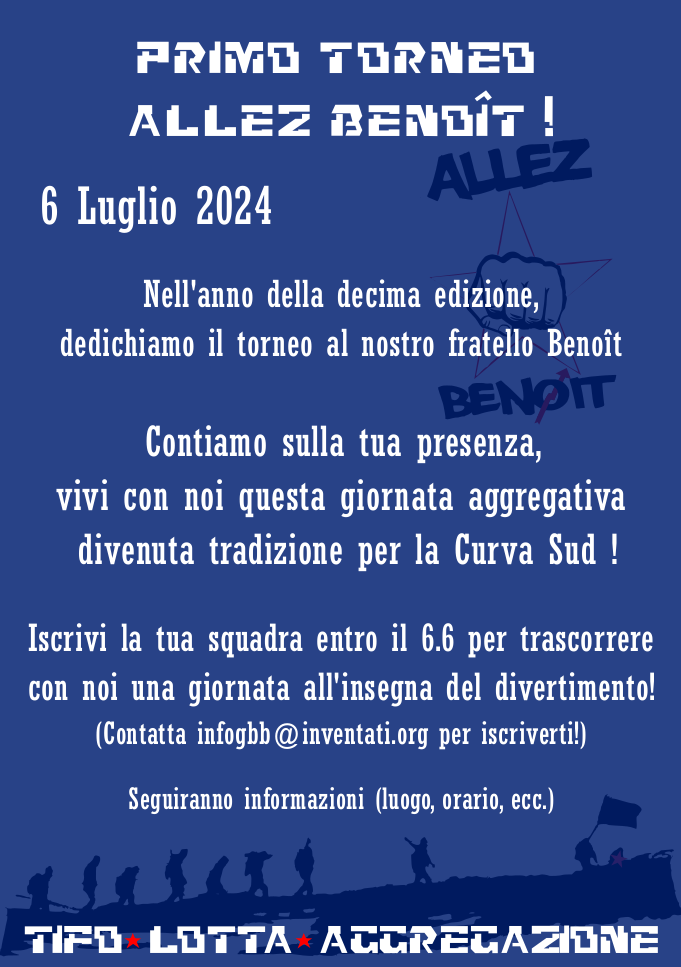 PRIMO TORNEO
ALLEZ BENOÎT !
ALLEZ
6 Luglio 2024
Nell'anno della decima edizione,
dedichiamo il torneo al nostro fratello Benoît
BENOIT
Contiamo sulla tua presenza,
vivi con noi questa giornata aggregativa
divenuta tradizione per la Curva Sud !
Iscrivi la tua squadra entro il 6.6 per trascorrere
con noi una giornata all'insegna del divertimento!
(Contatta infogbb@inventati.org per iscriverti!)
Seguiranno informazioni (luogo, orario, ecc.)
TIFO★LOTTA★AGGREGAZIONE